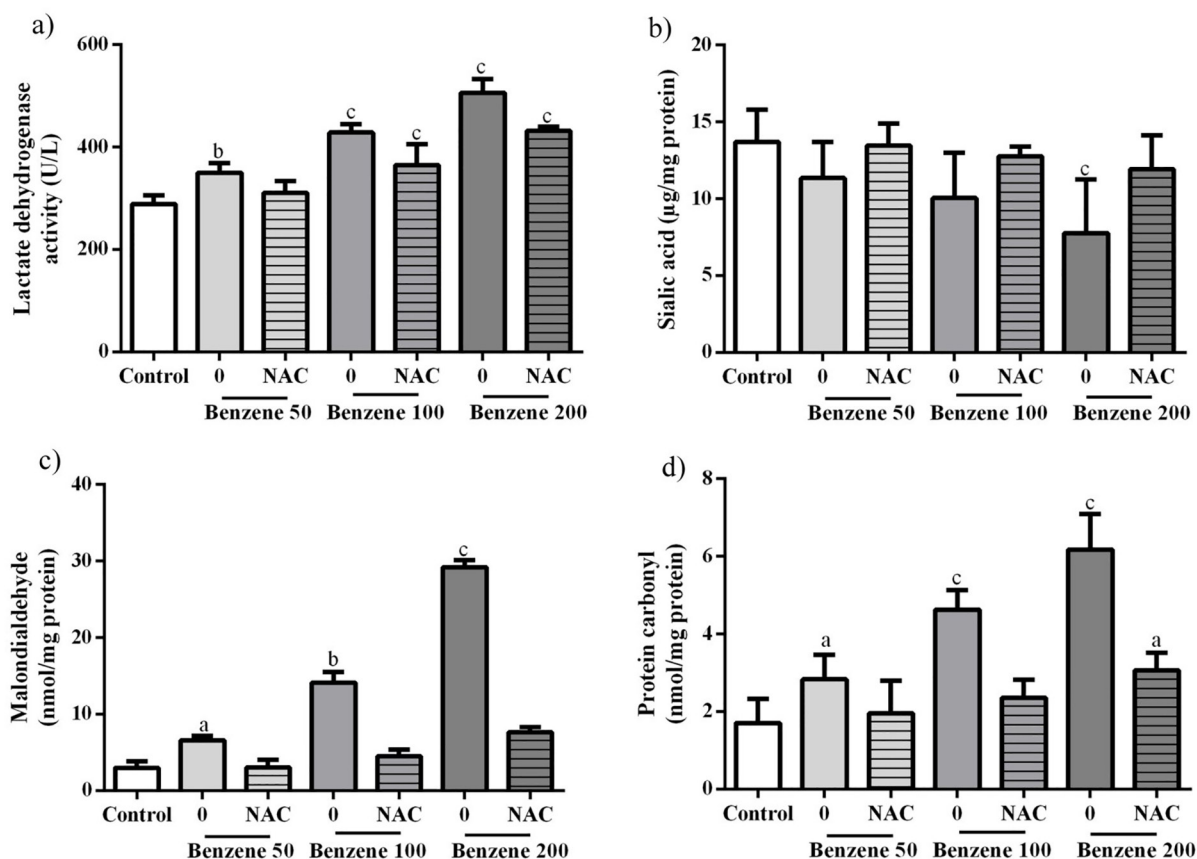 a)
Lactate dehydrogenase
activity (U/L)
600
400
200
0
b
c
c
c
c
Control 0 NAC 0 NAC 0 NAC
Benzene 50 Benzene 100 Benzene 200
b)
Sialic acid (µg/mg protein)
20
15
10
5
0
c
Control 0 NAC 0 NAC 0 NAC
Benzene 50 Benzene 100 Benzene 200
c)
Malondialdehyde
(nmol/mg protein)
40
30
20
10
0
a
b
c
Control 0 NAC 0 NAC 0 NAC
Benzene 50 Benzene 100 Benzene 200
d)
Protein carbonyl
(nmol/mg protein)
8
6
4
2
0
a
c
c
a
Control 0 NAC 0 NAC 0 NAC
Benzene 50 Benzene 100 Benzene 200